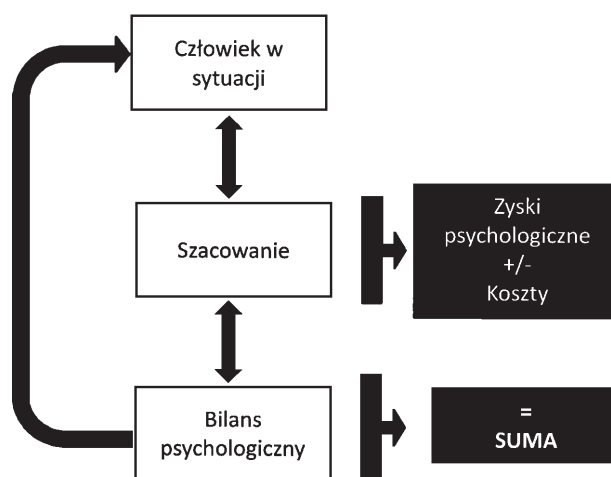 Człowiek w
sytuacji
Szacowanie
Zyski
psychologiczne
+/-
Koszty
Bilans
psychologiczny
=
SUMA